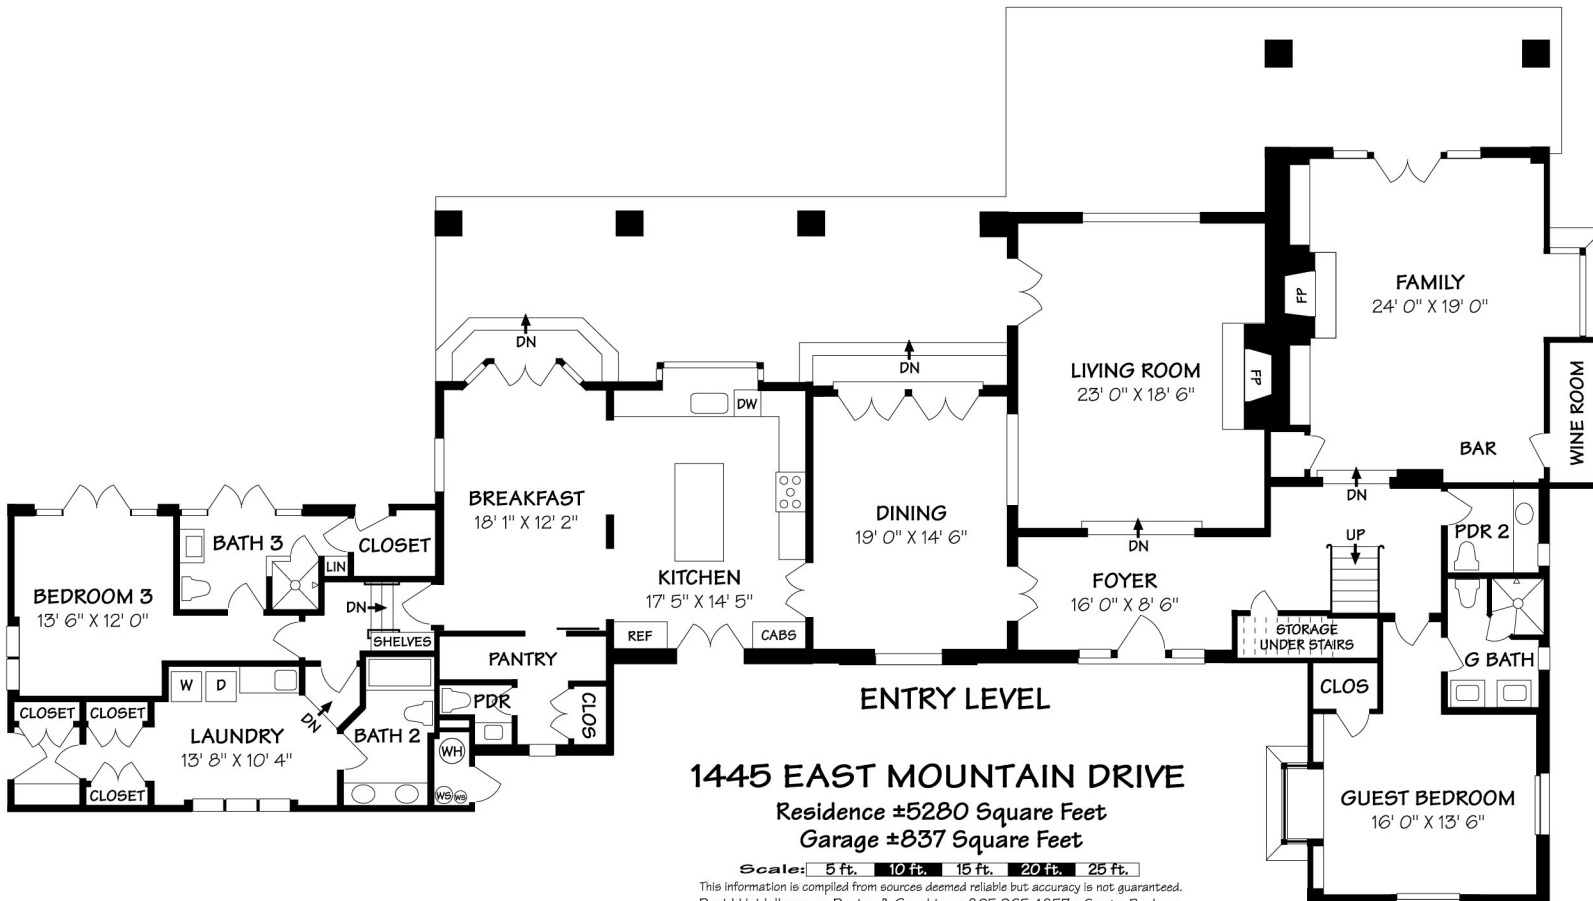 FAMILY
24' 0" X 19' 0"
FP
WINE ROOM
BAR
DN
LIVING ROOM
23' 0" X 18' 6"
FP
DN
DN
DN
DW
BREAKFAST
18' 1" X 12' 2"
KITCHEN
17' 5" X 14' 5"
REF
CABS
DINING
19' 0" X 14' 6"
FOYER
16' 0" X 8' 6"
UP
PDR 2
STORAGE
UNDER STAIRS
G BATH
CLOS
GUEST BEDROOM
16' 0" X 13' 6"
BATH 3
LIN
CLOSET
BEDROOM 3
13' 6" X 12' 0"
DN
SHELVES
PANTRY
PDR
CLOS
W
D
CLOSET
CLOSET
LAUNDRY
13' 8" X 10' 4"
DN
BATH 2
WH
WS
WS
CLOSET
ENTRY LEVEL
1445 EAST MOUNTAIN DRIVE
Residence ±5280 Square Feet
Garage ±837 Square Feet
Scale: 5 ft. 10 ft. 15 ft. 20 ft. 25 ft.
This information is compiled from sources deemed reliable but accuracy is not guaranteed.